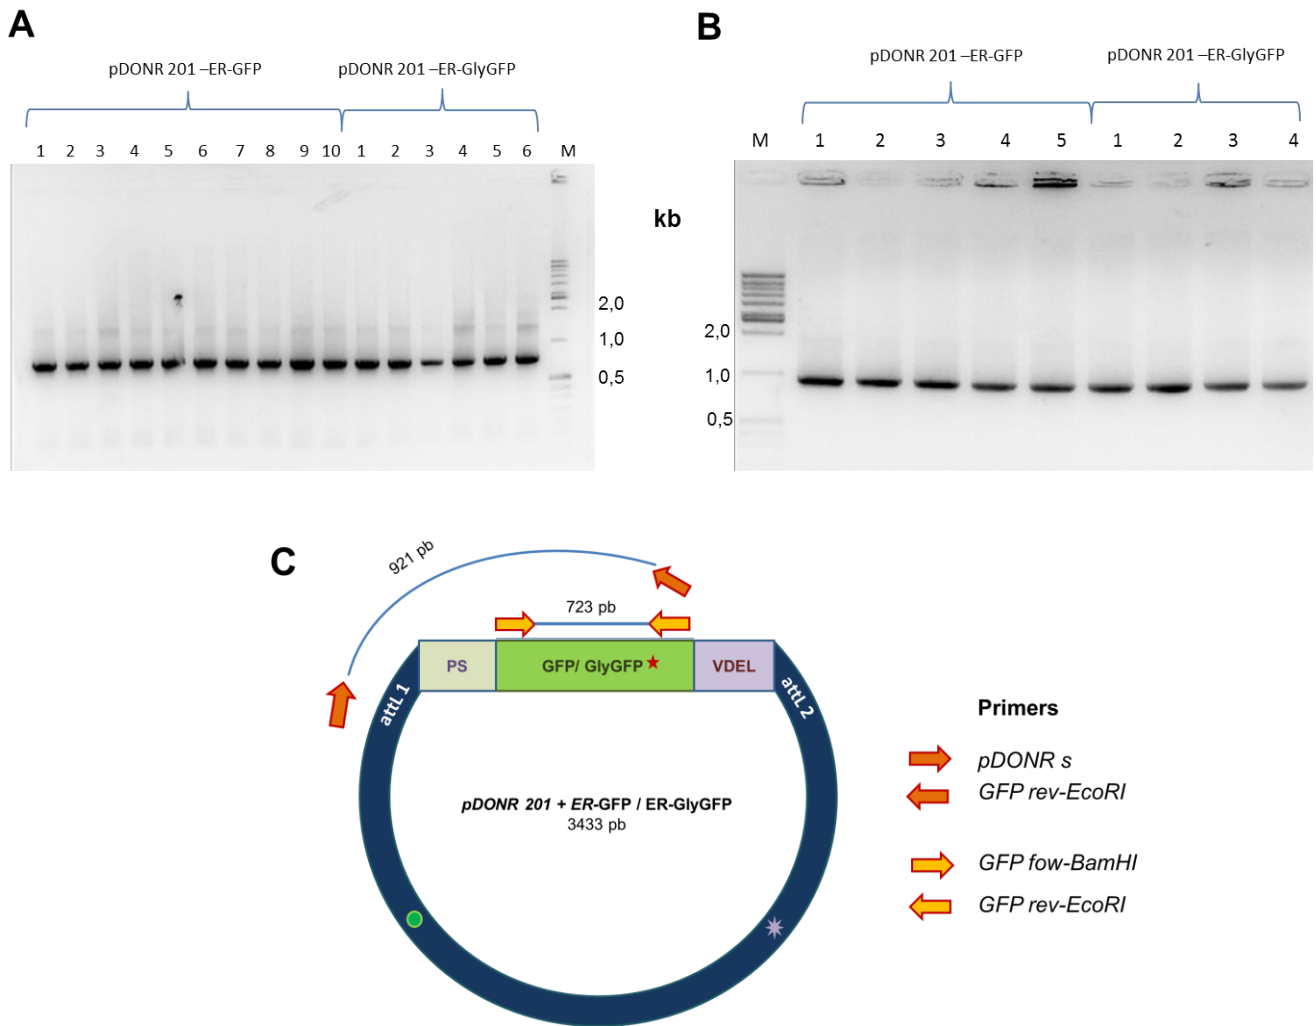 A
pDONR 201 –ER-GFP
pDONR 201 –ER-GlyGFP
1 2 3 4 5 6 7 8 9 10 1 2 3 4 5 6 M
2,0
1,0
0,5
B
pDONR 201 –ER-GFP
pDONR 201 –ER-GlyGFP
M 1 2 3 4 5 1 2 3 4
kb
2,0
1,0
0,5
C
921 pb
723 pb
PS
GFP/ GlyGFP
VDEL
attL 1
attL 2
pDONR 201 + ER-GFP / ER-GlyGFP
3433 pb
Primers
pDONR s
GFP rev-EcoRI
GFP fow-BamHI
GFP rev-EcoRI